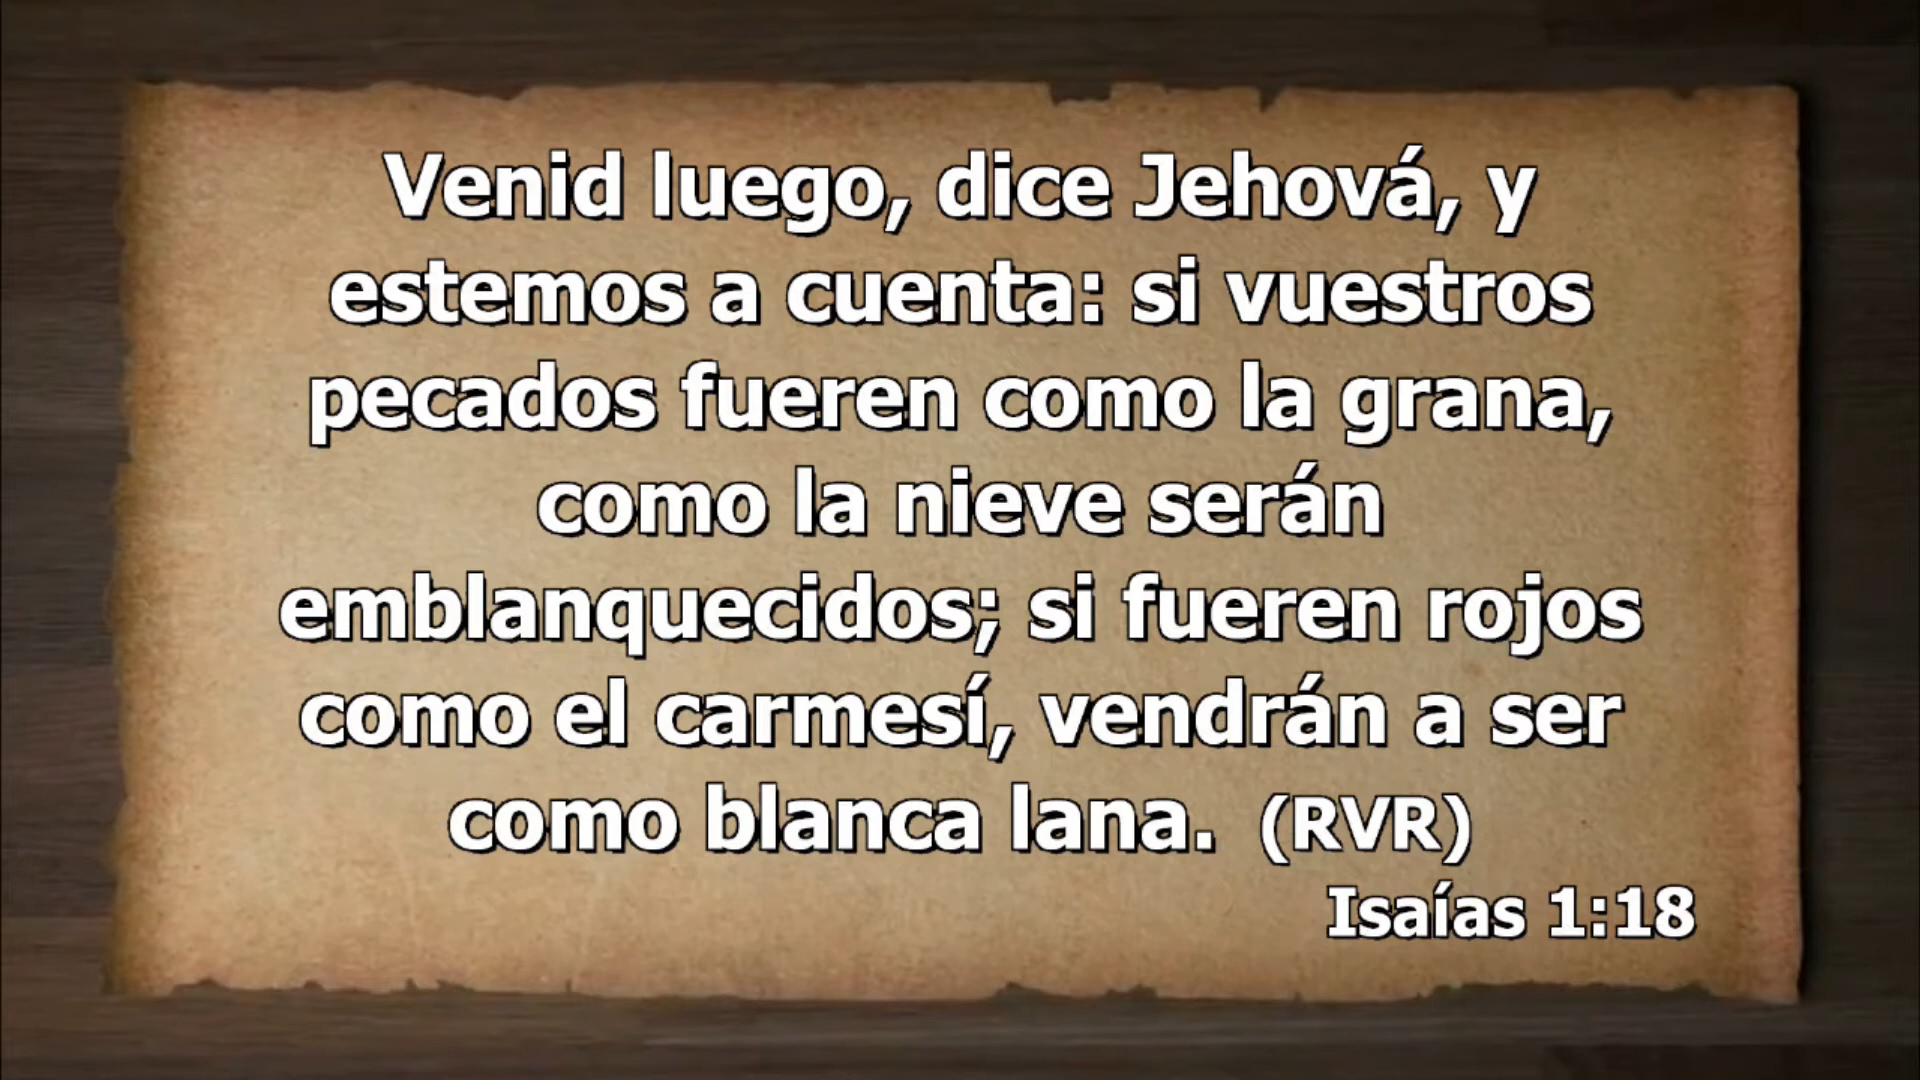 Venid luego, dice Jehová, y
estemos a cuenta: si vuestros
pecados fueren como la grana,
como la nieve serán
emblanquecidos; si fueren rojos
como el carmesí, vendrán a ser
como blanca lana. (RVR)
Isaías 1:18